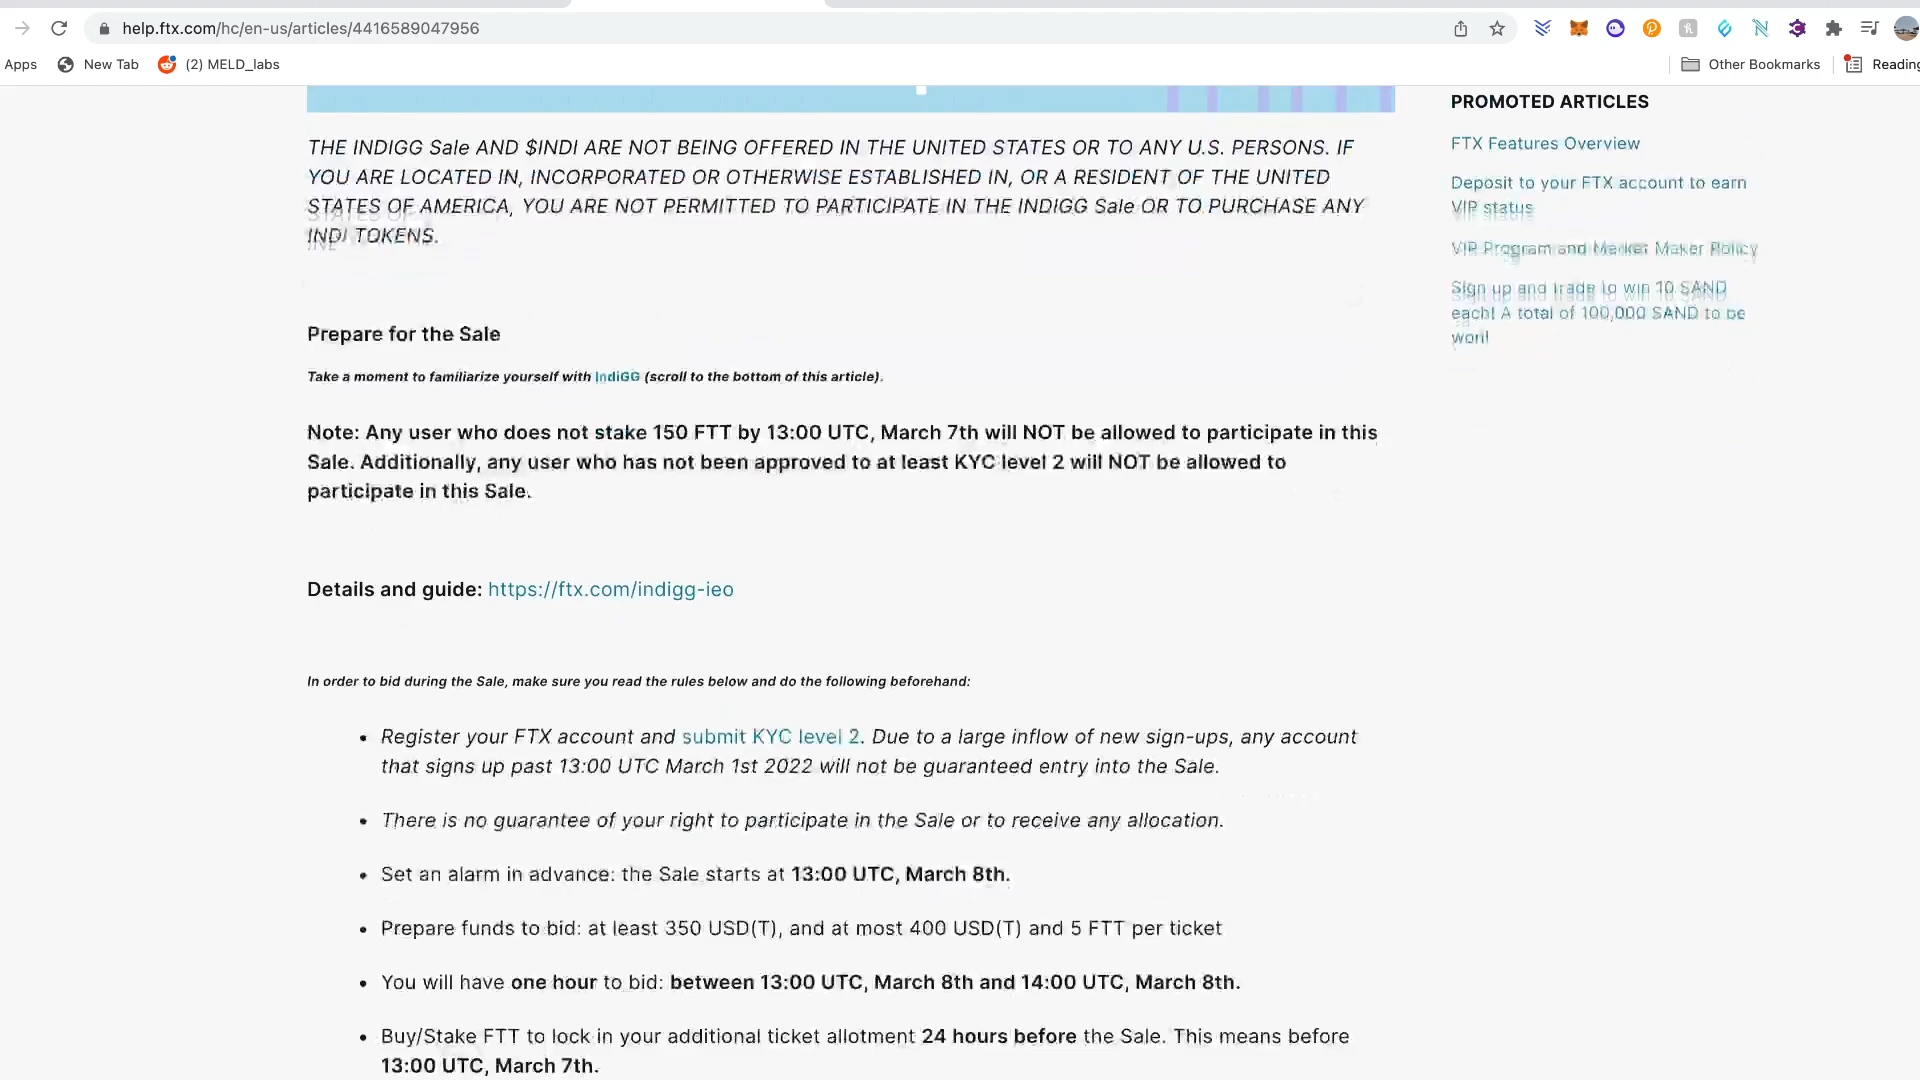 help.ftx.com/hc/en-us/articles/4416589047956
Apps
New Tab
(2) MELD_labs
Other Bookmarks
Reading
THE INDIGG Sale AND $INDI ARE NOT BEING OFFERED IN THE UNITED STATES OR TO ANY U.S. PERSONS. IF
YOU ARE LOCATED IN, INCORPORATED OR OTHERWISE ESTABLISHED IN, OR A RESIDENT OF THE UNITED
STATES OF AMERICA, YOU ARE NOT PERMITTED TO PARTICIPATE IN THE INDIGG Sale OR TO PURCHASE ANY
INDI TOKENS.
Prepare for the Sale
Take a moment to familiarize yourself with IndiGG (scroll to the bottom of this article).
Note: Any user who does not stake 150 FTT by 13:00 UTC, March 7th will NOT be allowed to participate in this
Sale. Additionally, any user who has not been approved to at least KYC level 2 will NOT be allowed to
participate in this Sale.
Details and guide: https://ftx.com/indigg-ieo
In order to bid during the Sale, make sure you read the rules below and do the following beforehand:
• Register your FTX account and submit KYC level 2. Due to a large inflow of new sign-ups, any account
that signs up past 13:00 UTC March 1st 2022 will not be guaranteed entry into the Sale.
• There is no guarantee of your right to participate in the Sale or to receive any allocation.
• Set an alarm in advance: the Sale starts at 13:00 UTC, March 8th.
• Prepare funds to bid: at least 350 USD(T), and at most 400 USD(T) and 5 FTT per ticket
• You will have one hour to bid: between 13:00 UTC, March 8th and 14:00 UTC, March 8th.
• Buy/Stake FTT to lock in your additional ticket allotment 24 hours before the Sale. This means before
13:00 UTC, March 7th.
PROMOTED ARTICLES
FTX Features Overview
Deposit to your FTX account to earn
VIP status
VIP Program and Market Maker Policy
Sign up and trade to win 10 SAND
each! A total of 100,000 SAND to be
won!